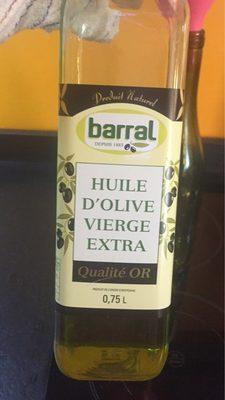 Produit Naturel
barral
DEPUIS 1883
HUILE
D'OLIVE
VIERGE
EXTRA
Qualité OR
0,75 L